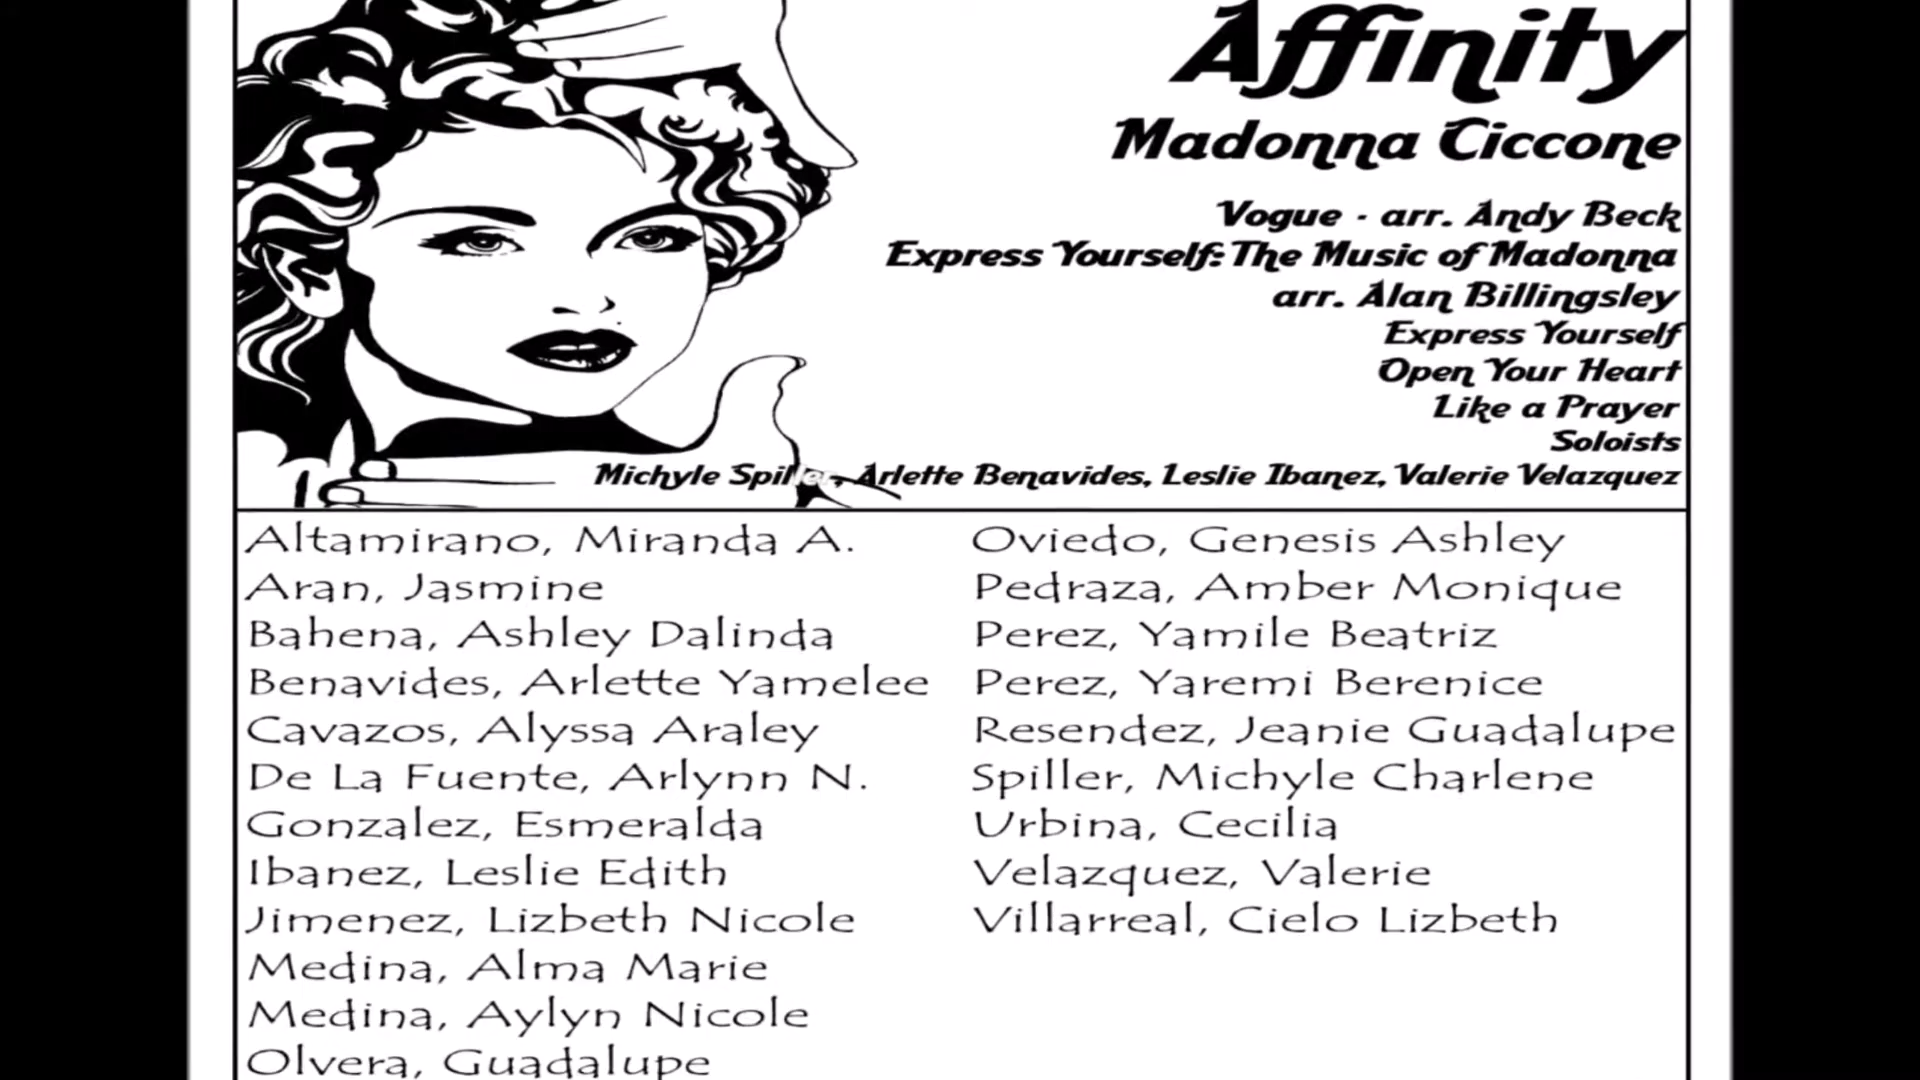 Affinity
Madonna Ciccone
Vogue - arr. Andy Beck
Express Yourself: The Music of Madonna
arr. Alan Billingsley
Express Yourself
Open Your Heart
Like a Prayer
Soloists
Michyle Spiller, Arlette Benavides, Leslie Ibanez, Valerie Velazquez
Altamirano, Miranda A.
Aran, Jasmine
Bahena, Ashley Dalinda
Benavides, Arlette Yamelee
Cavazos, Alyssa Araley
De La Fuente, Arlynn N.
Gonzalez, Esmeralda
Ibanez, Leslie Edith
Jimenez, Lizbeth Nicole
Medina, Alma Marie
Medina, Aylyn Nicole
Olvera, Guadalupe
Oviedo, Genesis Ashley
Pedraza, Amber Monique
Perez, Yamile Beatriz
Perez, Yaremi Berenice
Resendez, Jeanie Guadalupe
Spiller, Michyle Charlene
Urbina, Cecilia
Velazquez, Valerie
Villarreal, Cielo Lizbeth